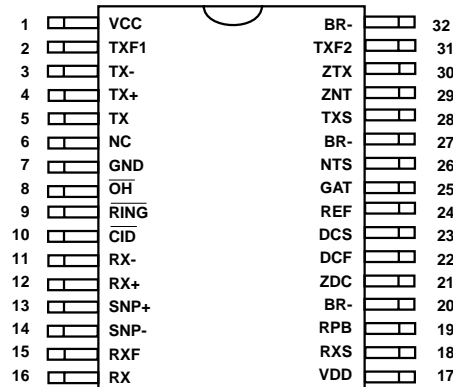 1 VCC BR- 32
2 TXF1 TXF2 31
3 TX- ZTX 30
4 TX+ ZNT 29
5 TX TXS 28
6 NC BR- 27
7 GND NTS 26
8 OH GAT 25
9 RING REF 24
10 CID DCS 23
11 RX- DCF 22
12 RX+ ZDC 21
13 SNP+ BR- 20
14 SNP- RPB 19
15 RXF RXS 18
16 RX VDD 17